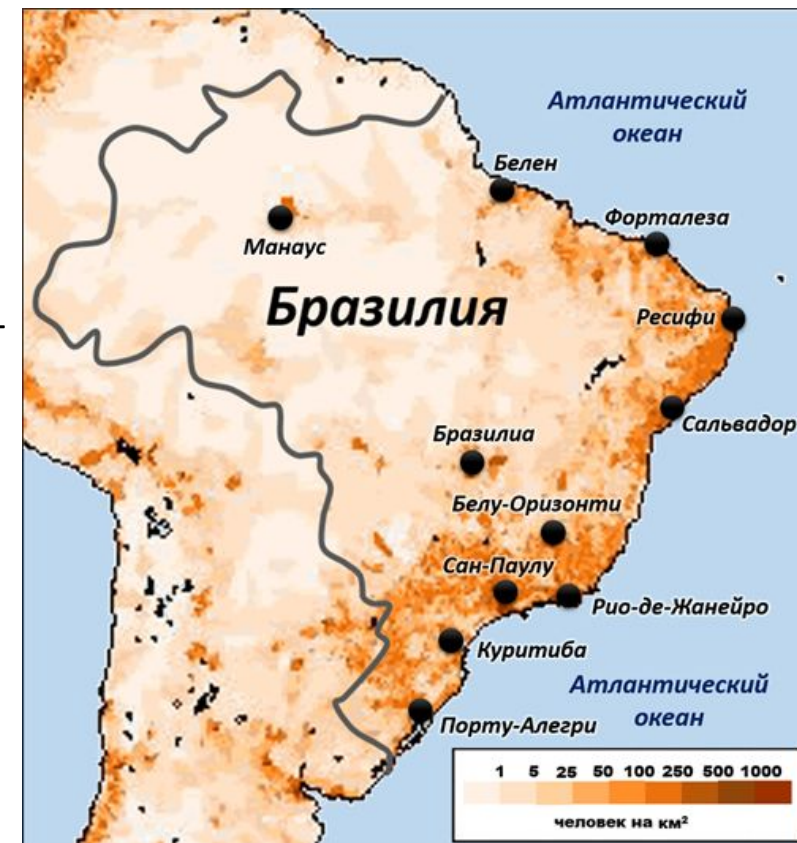 Атлантический
океан
Белен
Форталеза
Манаус
Бразилия
Ресифи
Сальвадор
Бразилиа
Белу-Оризонти
Сан-Паулу
Рио-де-Жанейро
Куритиба
Атлантический
океан
Порту-Алегри
1 5 25 50 100 250 500 1000
человек на км²